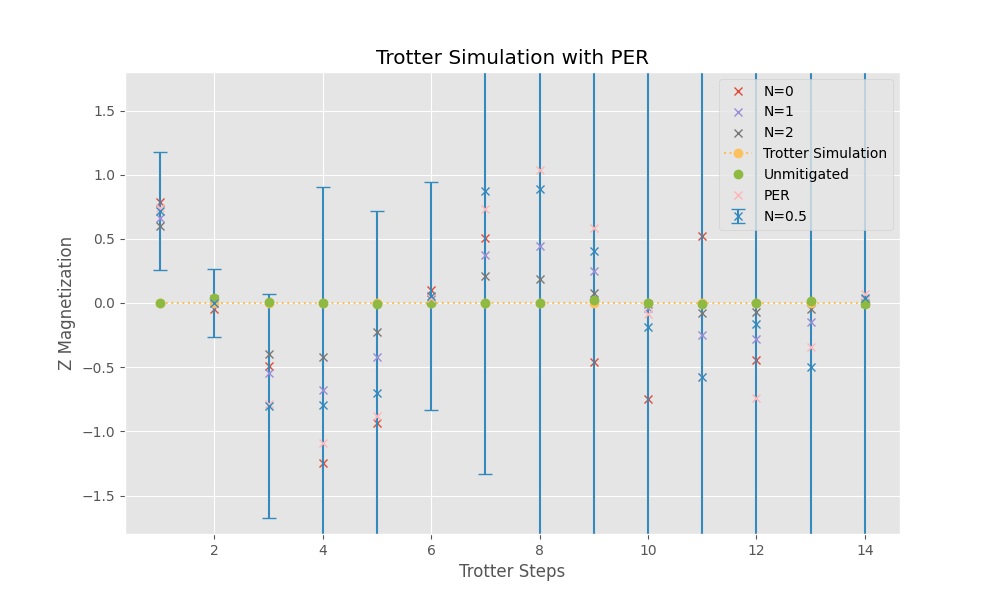 Trotter Simulation with PER
Z Magnetization
1.5
1.0
0.5
0.0
−0.5
−1.0
−1.5
N=0
N=1
N=2
Trotter Simulation
Unmitigated
PER
N=0.5
2 4 6 8 10 12 14
Trotter Steps